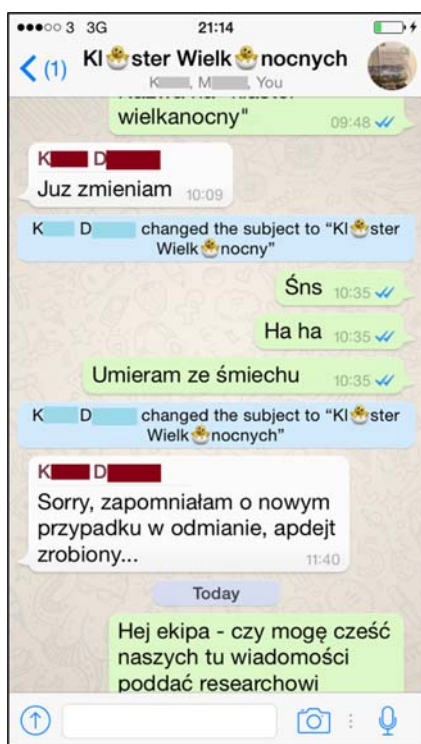 3 3G 21:14
(1) Kl🐣ster Wielk🐣nocnych
K, M, You
wielkanocny" 09:48
K D
Juz zmieniam 10:09
K D changed the subject to “Kl🐣ster
Wielk🐣nocny”
Śns 10:35
Ha ha 10:35
Umieram ze śmiechu 10:35
K D changed the subject to “Kl🐣ster
Wielk🐣nocnych”
K D
Sorry, zapomniałam o nowym
przypadku w odmianie, apdejt
zrobiony... 11:40
Today
Hej ekipa - czy mogę cześć
naszych tu wiadomości
poddać researchowi